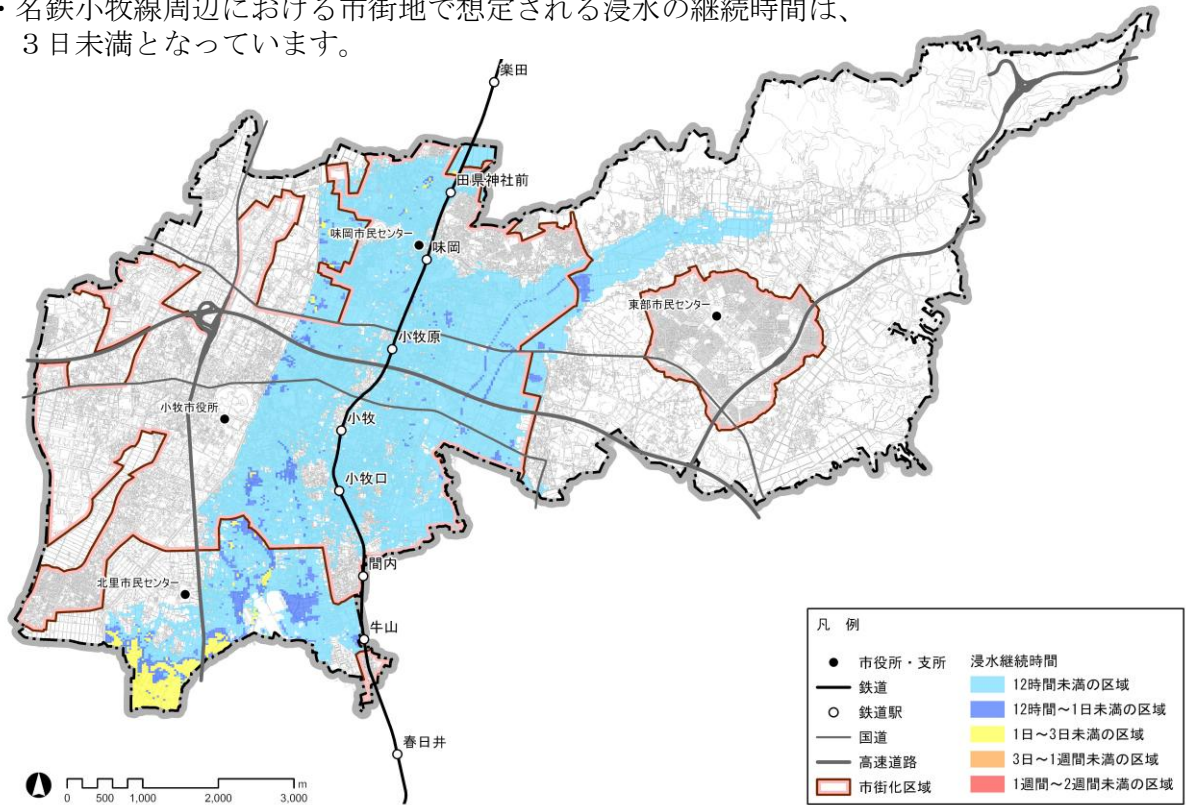 ・名鉄小牧線周辺における市街地で想定される浸水の継続時間は、
３日未満となっています。
楽田
田県神社前
味岡市民センター
味岡
東部市民センター
小牧原
小牧市役所
小牧
小牧口
間内
北里市民センター
牛山
春日井
0 500 1,000 2,000 3,000 m
凡 例
市役所・支所
鉄道
鉄道駅
国道
高速道路
市街化区域
浸水継続時間
12時間未満の区域
12時間～1日未満の区域
1日～3日未満の区域
3日～1週間未満の区域
1週間～2週間未満の区域